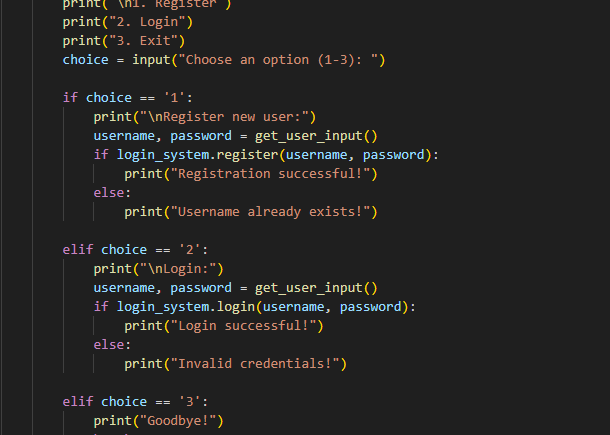 print("\n1. Register")
print("2. Login")
print("3. Exit")
choice = input("Choose an option (1-3): ")
if choice == '1':
print("\nRegister new user:")
username, password = get_user_input()
if login_system.register(username, password):
print("Registration successful!")
else:
print("Username already exists!")
elif choice == '2':
print("\nLogin:")
username, password = get_user_input()
if login_system.login(username, password):
print("Login successful!")
else:
print("Invalid credentials!")
elif choice == '3':
print("Goodbye!")